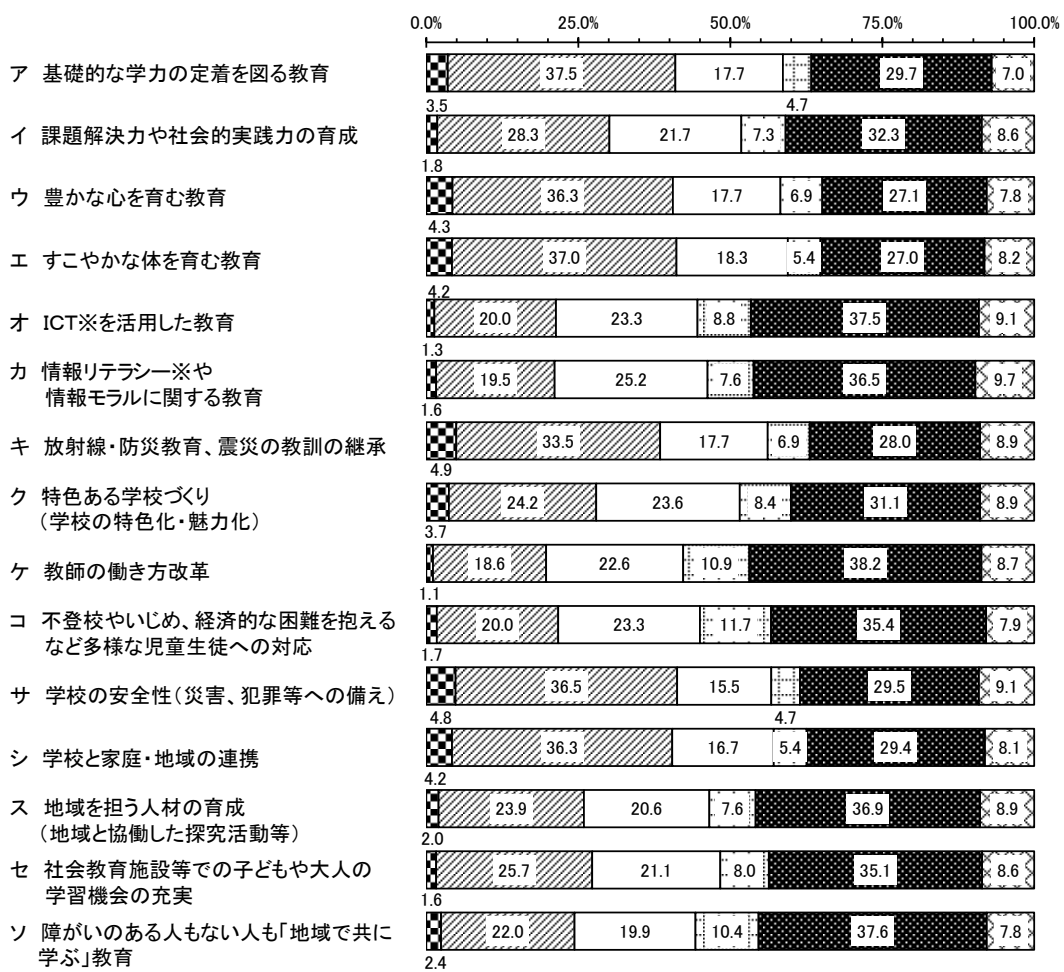 0.0% 25.0% 50.0% 75.0% 100.0%
ア 基礎的な学力の定着を図る教育 37.5 17.7 29.7 7.0
3.5 4.7
イ 課題解決力や社会的実践力の育成 28.3 21.7 7.3 32.3 8.6
1.8
ウ 豊かな心を育む教育 36.3 17.7 6.9 27.1 7.8
4.3
エ すこやかな体を育む教育 37.0 18.3 5.4 27.0 8.2
4.2
オ ICT※を活用した教育 20.0 23.3 8.8 37.5 9.1
1.3
カ 情報リテラシー※や
情報モラルに関する教育 19.5 25.2 7.6 36.5 9.7
1.6
キ 放射線・防災教育、震災の教訓の継承 33.5 17.7 6.9 28.0 8.9
4.9
ク 特色ある学校づくり
(学校の特色化・魅力化) 24.2 23.6 8.4 31.1 8.9
3.7
ケ 教師の働き方改革 18.6 22.6 10.9 38.2 8.7
1.1
コ 不登校やいじめ、経済的な困難を抱える
など多様な児童生徒への対応 20.0 23.3 11.7 35.4 7.9
1.7
サ 学校の安全性(災害、犯罪等への備え) 36.5 15.5 29.5 9.1
4.8 4.7
シ 学校と家庭・地域の連携 36.3 16.7 5.4 29.4 8.1
4.2
ス 地域を担う人材の育成
(地域と協働した探究活動等) 23.9 20.6 7.6 36.9 8.9
2.0
セ 社会教育施設等での子どもや大人の
学習機会の充実 25.7 21.1 8.0 35.1 8.6
1.6
ソ 障がいのある人もない人も「地域で共に
学ぶ」教育 22.0 19.9 10.4 37.6 7.8
2.4